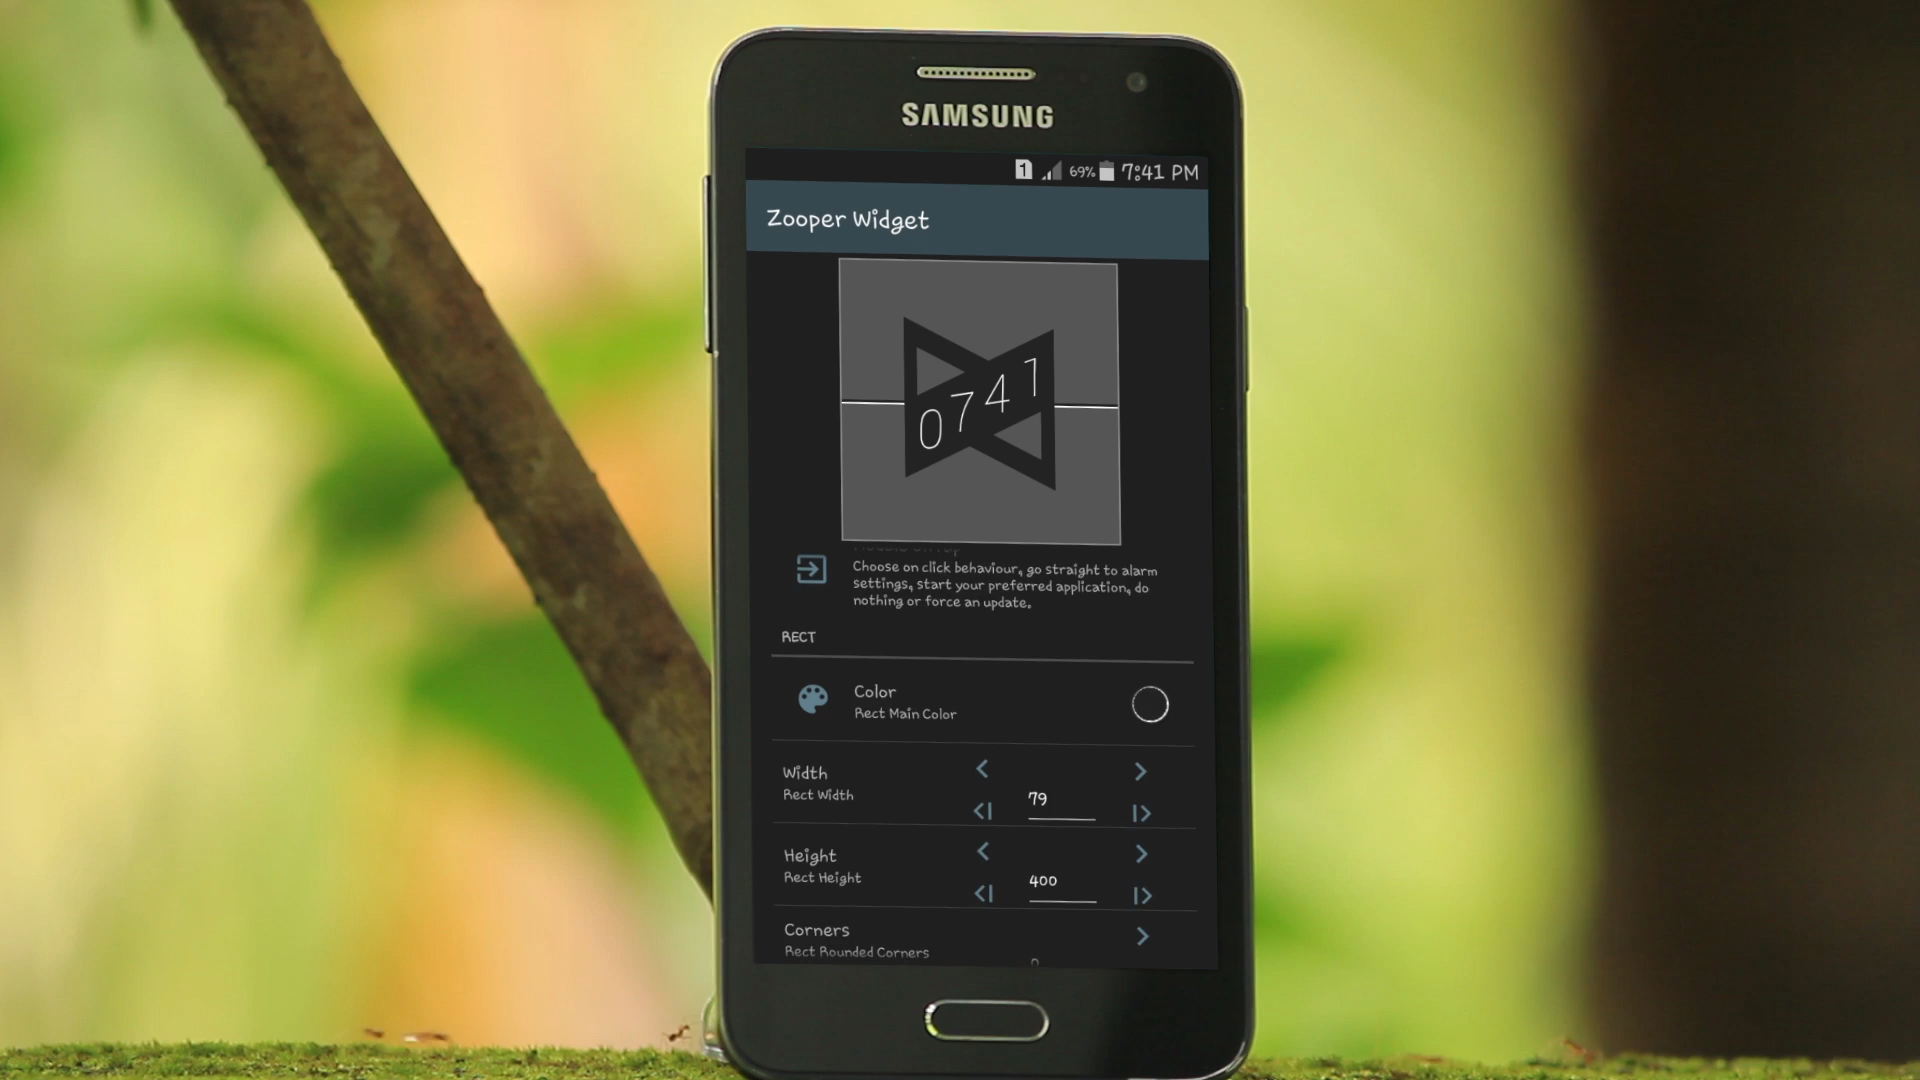 SAMSUNG
1 69% 7:41 PM
Zooper Widget
0741
Choose on click behaviour, go straight to alarm
settings, start your preferred application, do
nothing or force an update.
RECT
Color
Rect Main Color
Width
Rect Width
79
Height
Rect Height
400
Corners
Rect Rounded Corners